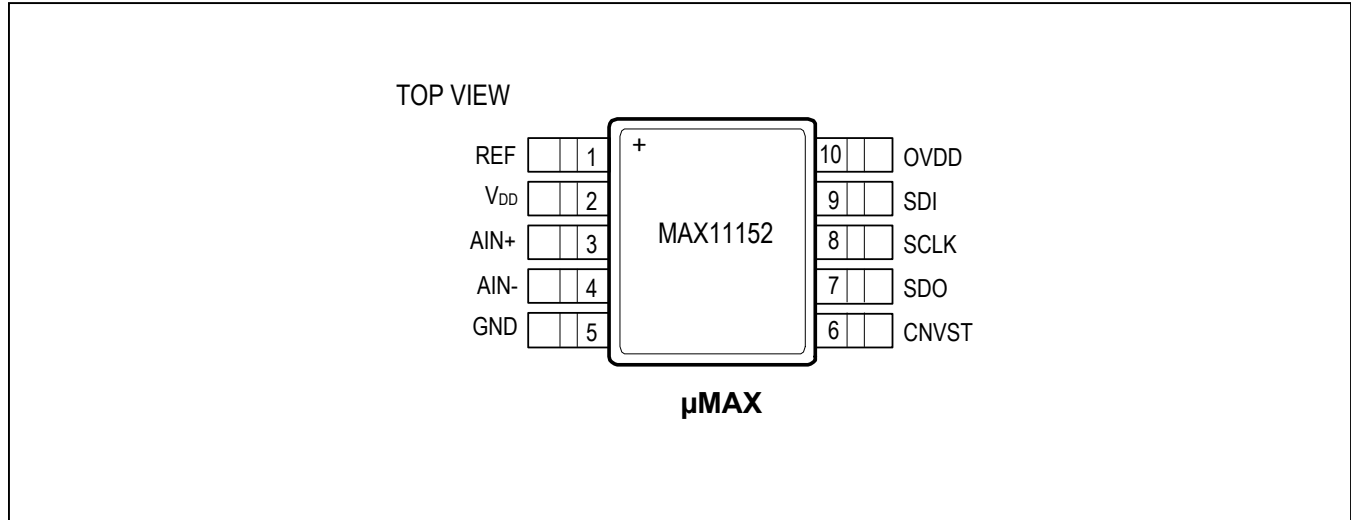 TOP VIEW
REF 1 + 10 OVDD
VDD 2 9 SDI
AIN+ 3 MAX11152 8 SCLK
AIN- 4 7 SDO
GND 5 6 CNVST
µMAX